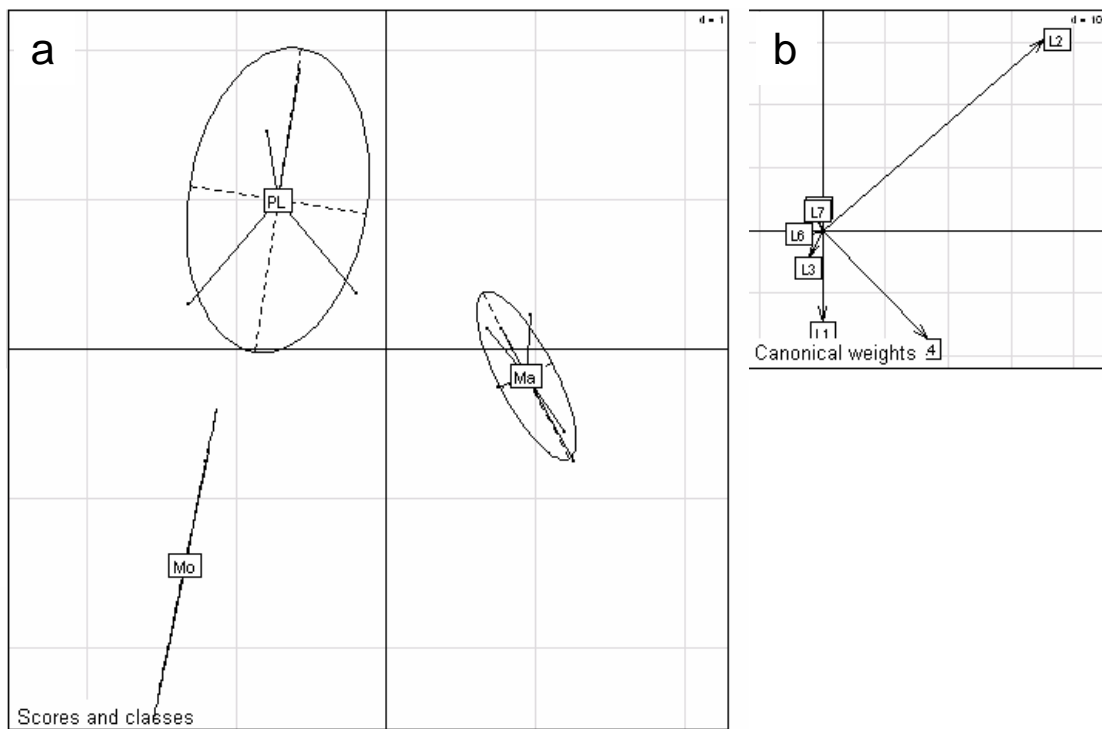 a
d = 1
PL
Ma
Mo
Scores and classes
b
d = 10
L2
L7
L6
L3
L1
4
Canonical weights